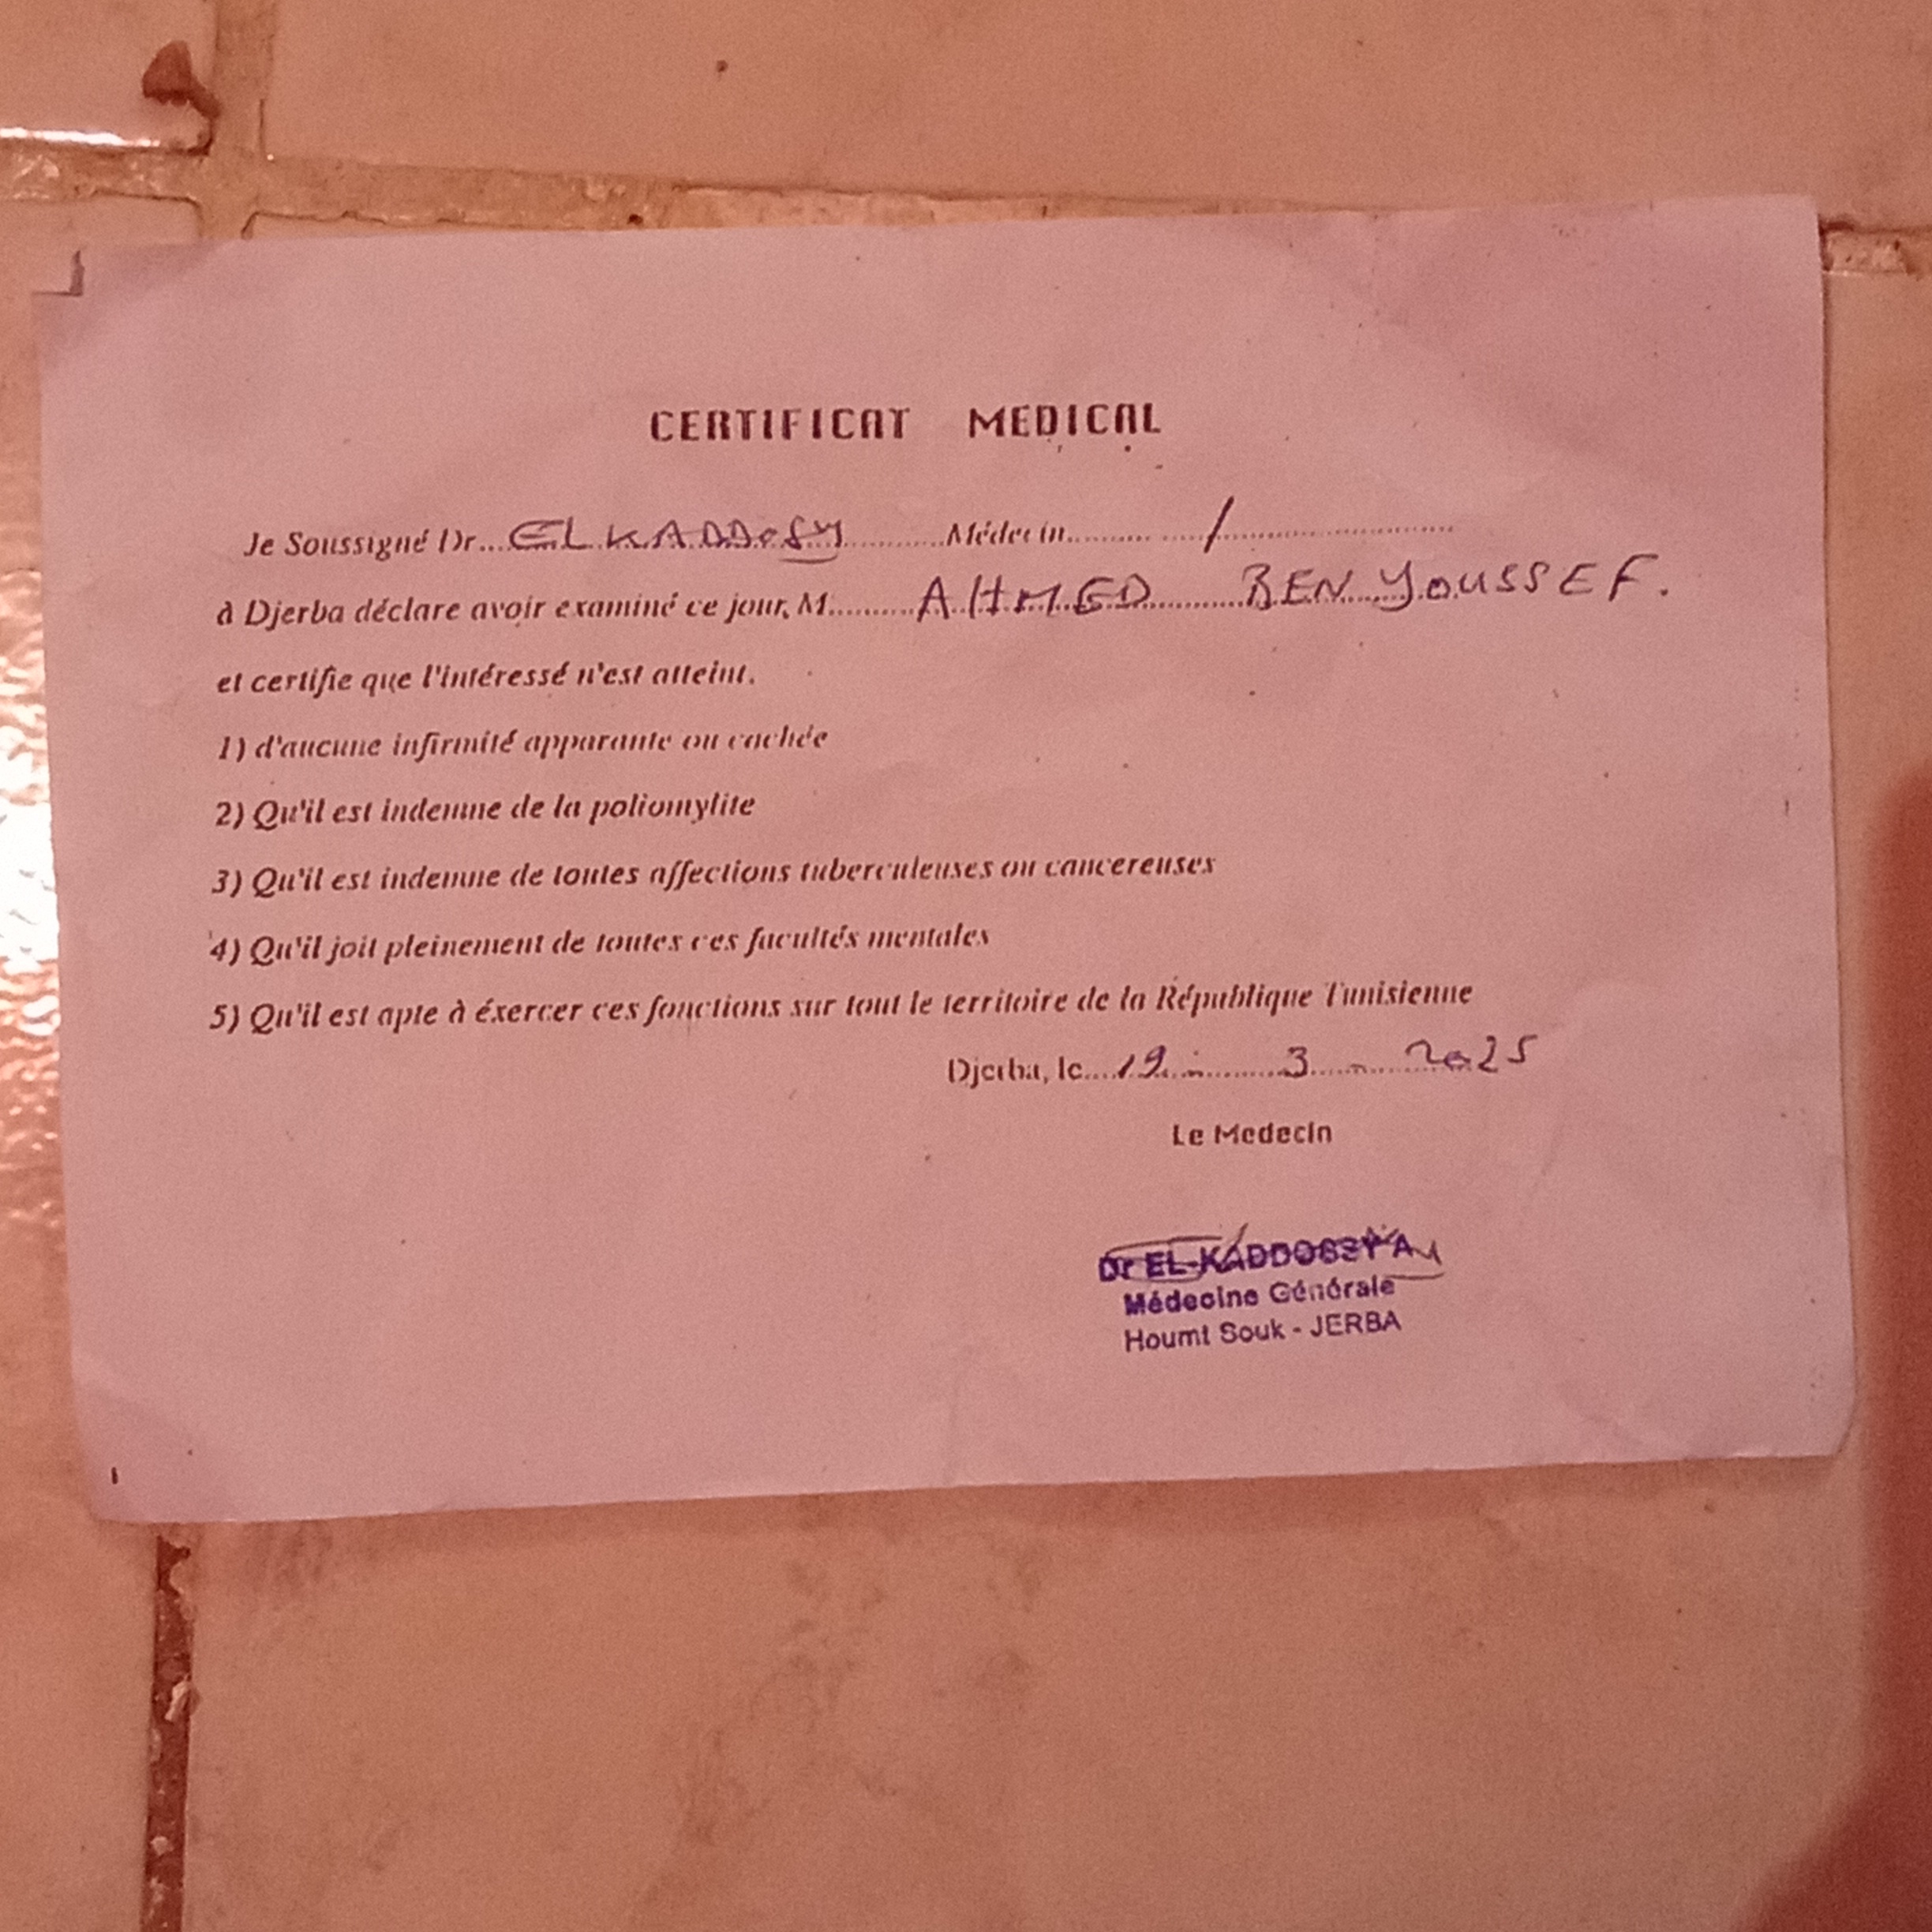 CERTIFICAT MEDICAL
Je Soussigné Dr...EL KADDOSSY..........Médecin............/..........................
à Djerba déclare avoir examiné ce jour, M.........AHMED.........BEN YOUSSEF.
et certifie que l'intéressé n'est atteint.
1) d'aucune infirmité apparante ou cachée
2) Qu'il est indemne de la poliomylite
3) Qu'il est indemne de toutes affections tuberculeuses ou cancereuses
4) Qu'il joit pleinement de toutes ces facultés mentales
5) Qu'il est apte à éxercer ces fonctions sur tout le territoire de la République Tunisienne
Djerba, le....19.-........3....-.....2025
Le Medecin
Dr EL-KADDOSSY A
Médecine Générale
Houmt Souk - JERBA